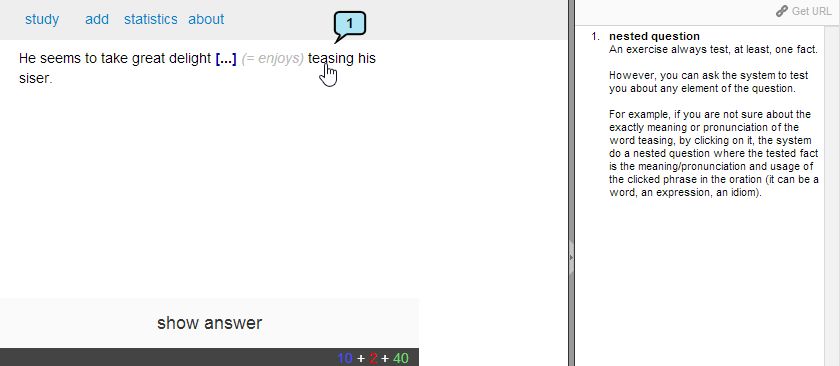 study add statistics about
1
He seems to take great delight [...] (= enjoys) teasing his
siser.
show answer
10 + 2 + 40
Get URL
1. nested question
An exercise always test, at least, one fact.
However, you can ask the system to test
you about any element of the question.
For example, if you are not sure about the
exactly meaning or pronunciation of the
word teasing, by clicking on it, the system
do a nested question where the tested fact
is the meaning/pronunciation and usage of
the clicked phrase in the oration (it can be a
word, an expression, an idiom).